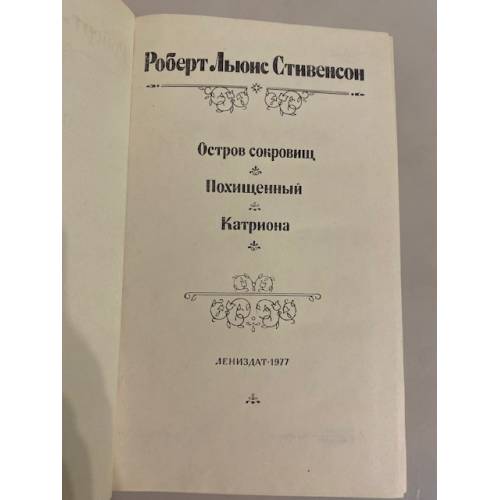 Роберт Льюис Стивенсон
Остров сокровищ
Похищенный
Катриона
ЛЕНИЗДАТ·1977